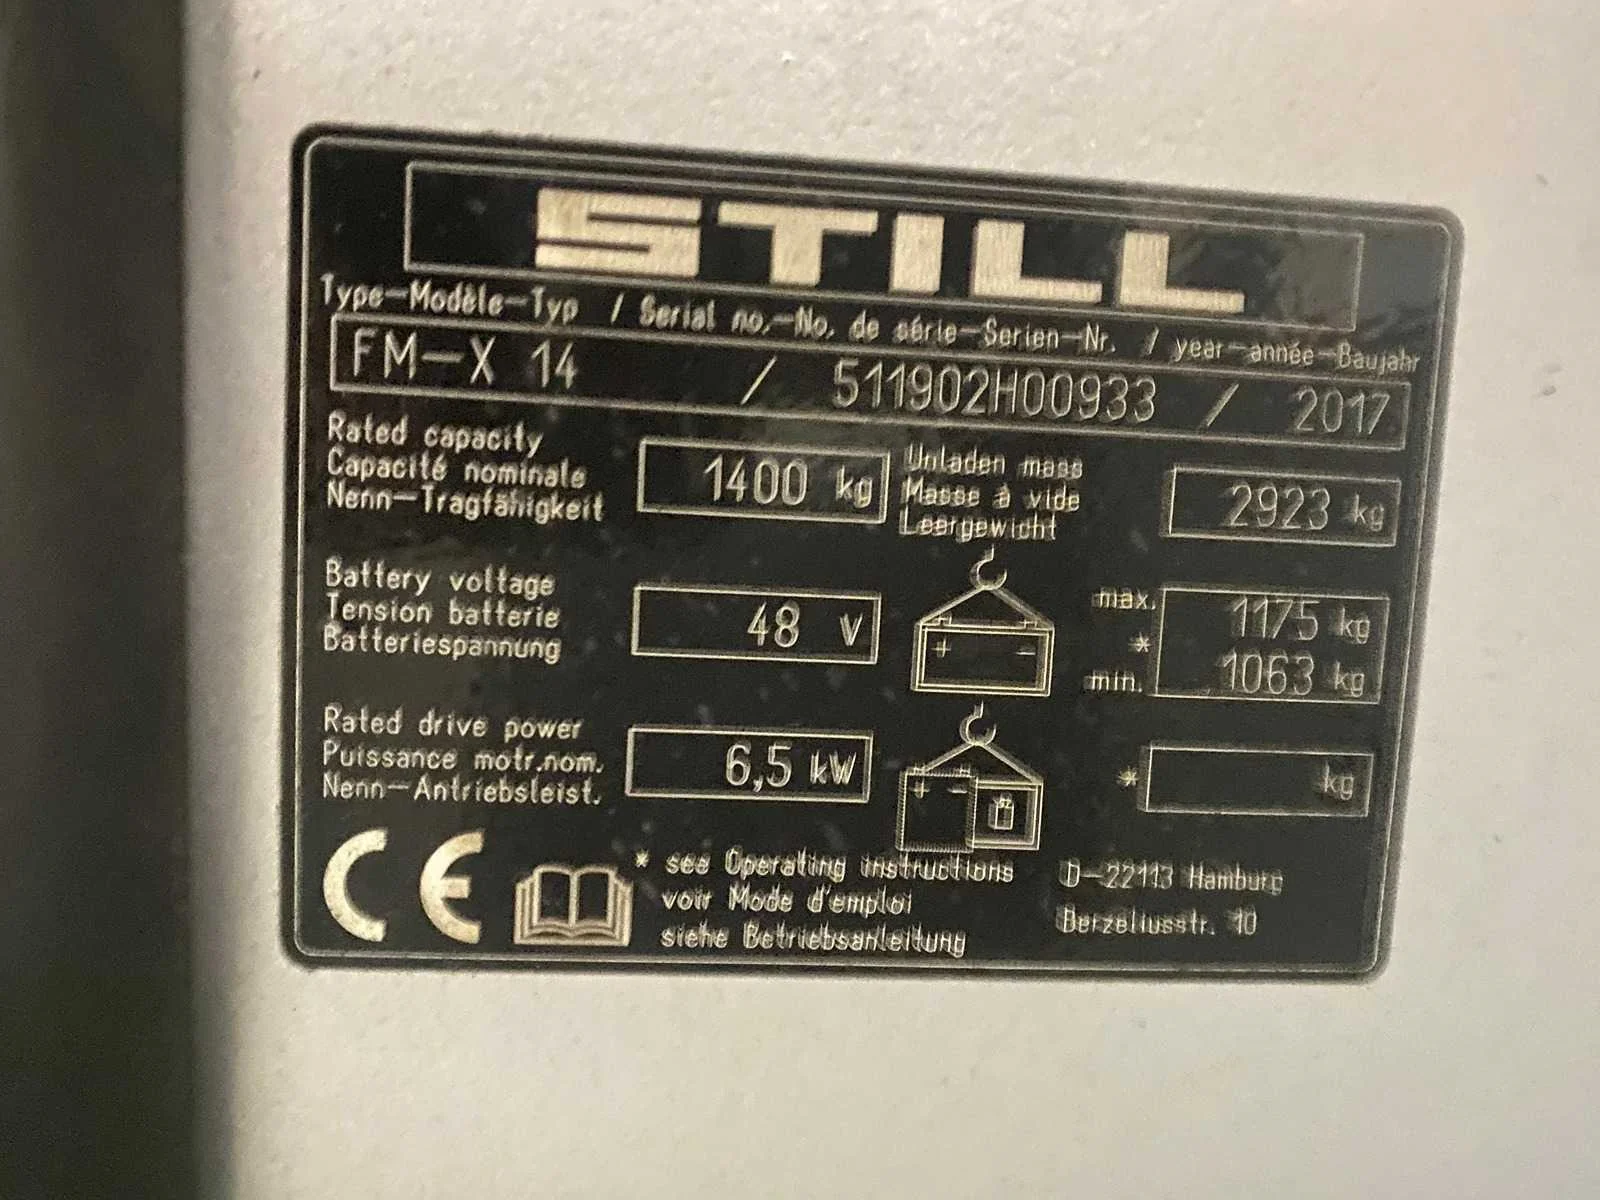 STILL
Type-Modèle-Typ / Serial no.-No. de série-Serien-Nr. / year-année-Baujahr
FM-X 14 / 511902H00933 / 2017
Rated capacity
Capacité nominale
Nenn-Tragfähigkeit
1400 kg
Unladen mass
Masse à vide
Leergewicht
2923 kg
Battery voltage
Tension batterie
Batteriespannung
48 V
+ -
max. 1175 kg
*
min. 1063 kg
Rated drive power
Puissance motr.nom.
Nenn-Antriebsleist.
6,5 kW
+ -
* kg
CE
* see Operating instructions
voir Mode d'emploi
siehe Betriebsanleitung
D-22113 Hamburg
Berzeliusstr. 10